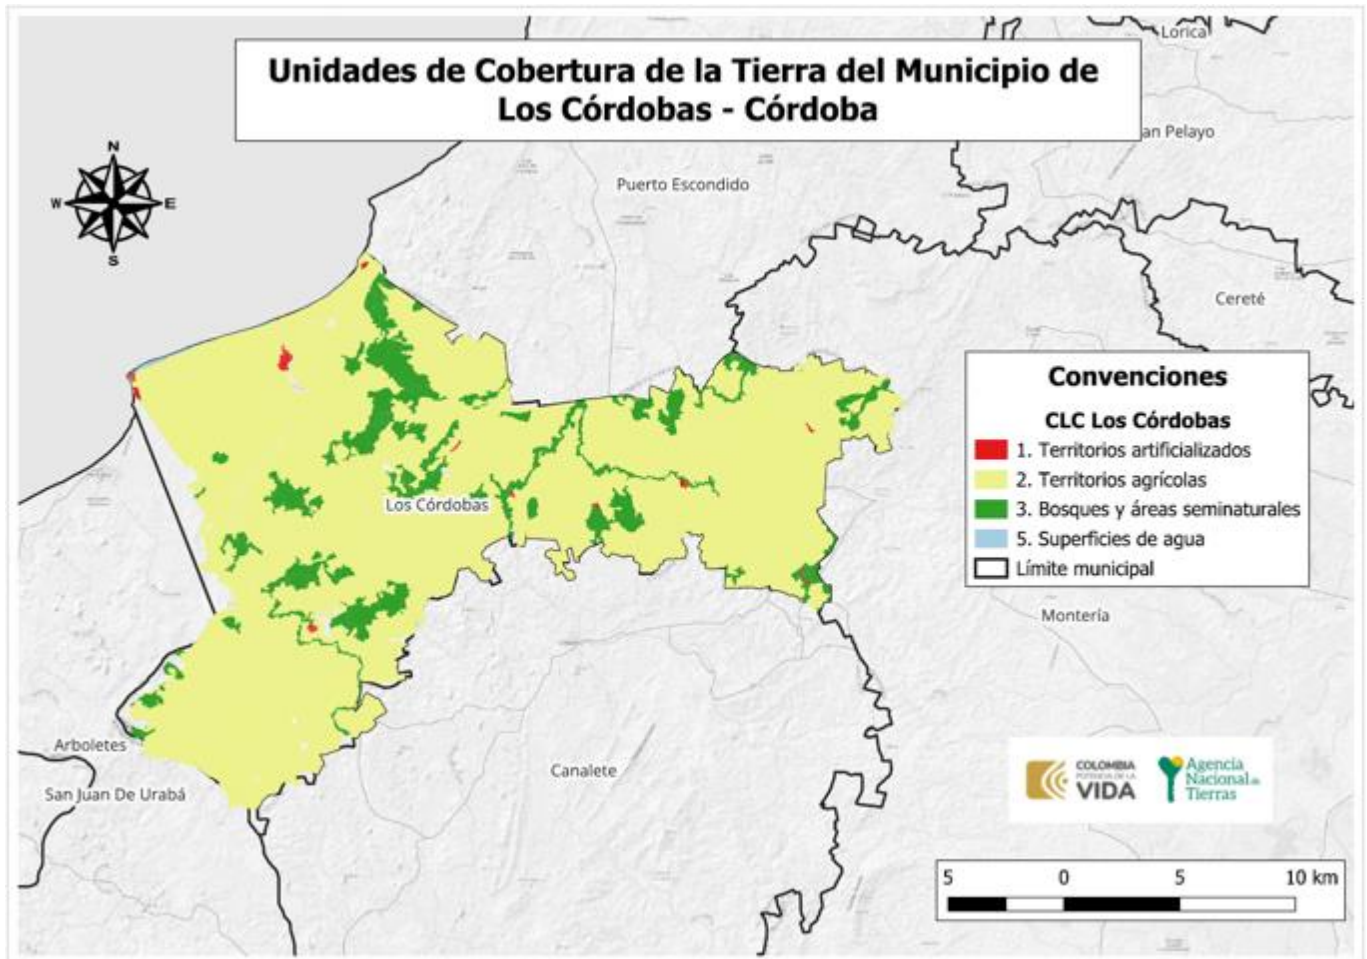 Unidades de Cobertura de la Tierra del Municipio de
Los Córdobas - Córdoba
Lorica
an Pelayo
Puerto Escondido
Cereté
N
W
E
S
Convenciones
CLC Los Córdobas
1. Territorios artificializados
2. Territorios agrícolas
3. Bosques y áreas seminaturales
5. Superficies de agua
Límite municipal
Los Córdobas
Montería
Arboletes
San Juan De Urabá
Canalete
COLOMBIA
POTENCIA DE LA
VIDA
Agencia
Nacional de
Tierras
5 0 5 10 km